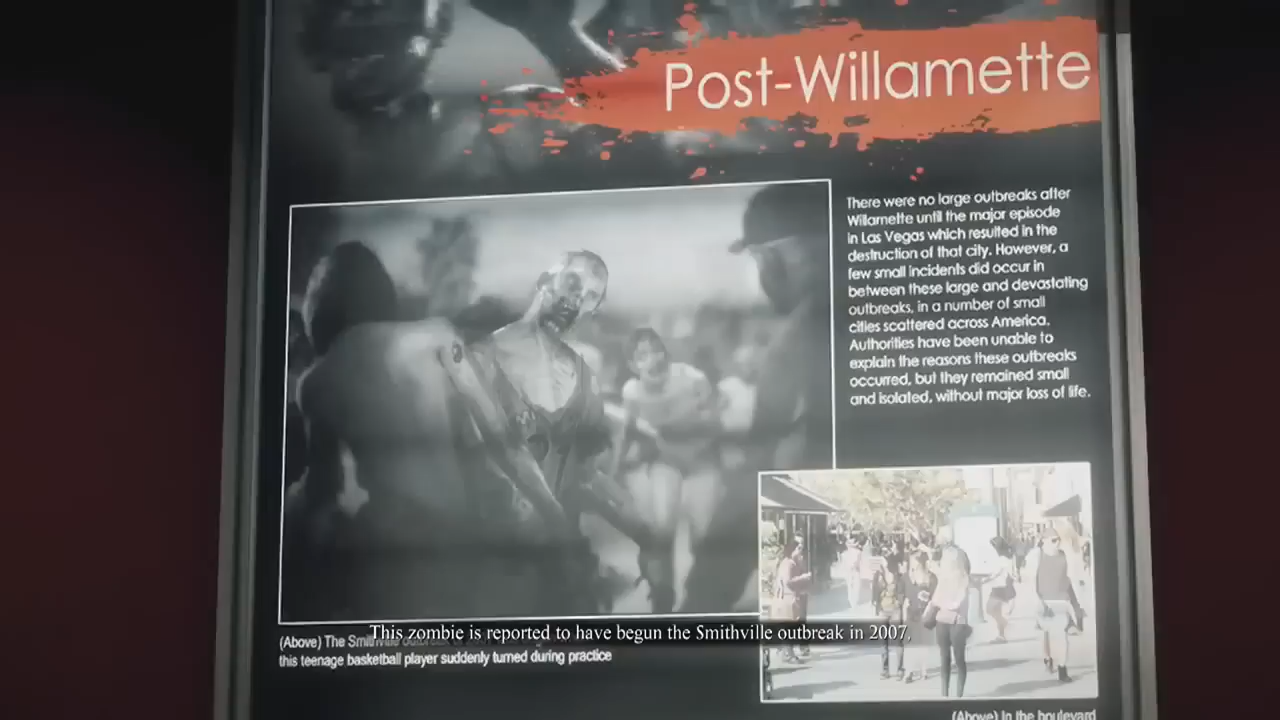 Post-Willamette
There were no large outbreaks after
Willamette until the major episode
in Las Vegas which resulted in the
destruction of that city. However, a
few small incidents did occur in
between these large and devastating
outbreaks, in a number of small
cities scattered across America.
Authorities have been unable to
explain the reasons these outbreaks
occurred, but they remained small
and isolated, without major loss of life.
(Above) The Smithville
This zombie is reported to have begun the Smithville outbreak in 2007.
this teenage basketball player suddenly turned during practice
(Above) In the boulevard